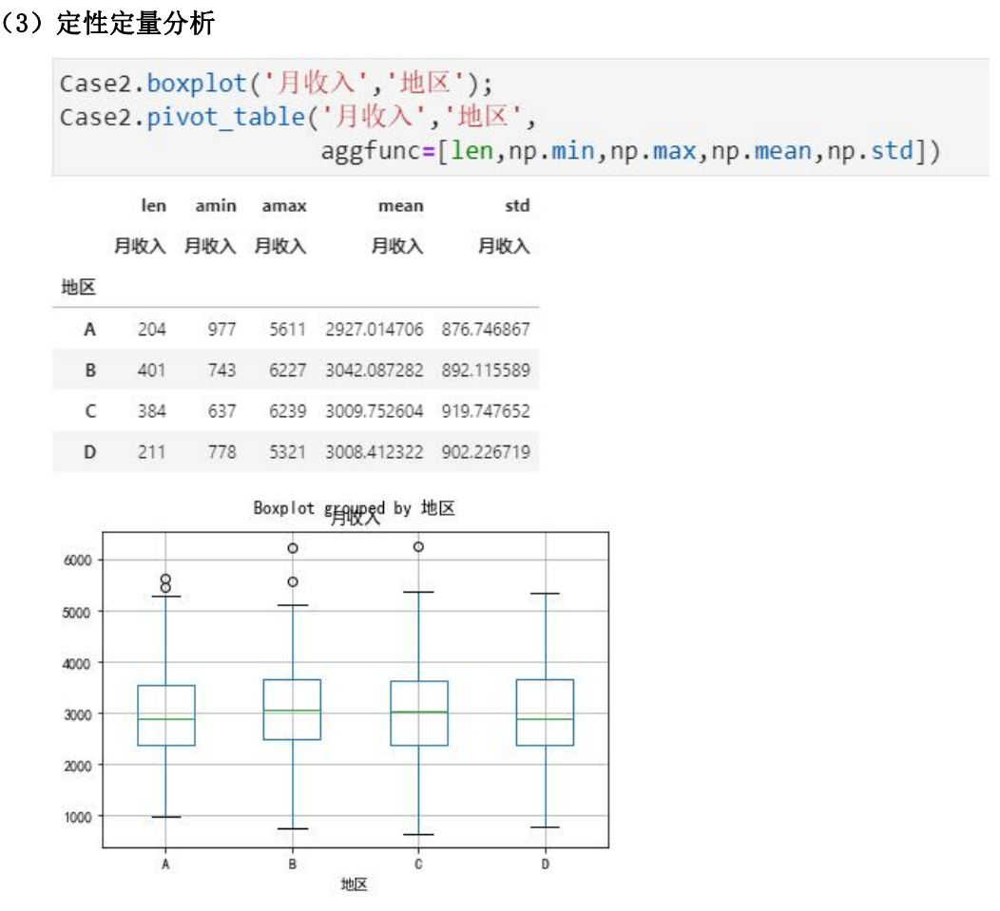 （3）定性定量分析
Case2.boxplot('月收入','地区');
Case2.pivot_table('月收入','地区',
aggfunc=[len,np.min,np.max,np.mean,np.std])
len amin amax mean std
月收入 月收入 月收入 月收入 月收入
地区
A 204 977 5611 2927.014706 876.746867
B 401 743 6227 3042.087282 892.115589
C 384 637 6239 3009.752604 919.747652
D 211 778 5321 3008.412322 902.226719
Boxplot grouped by 地区
月收入
6000
5000
4000
3000
2000
1000
A B C D
地区